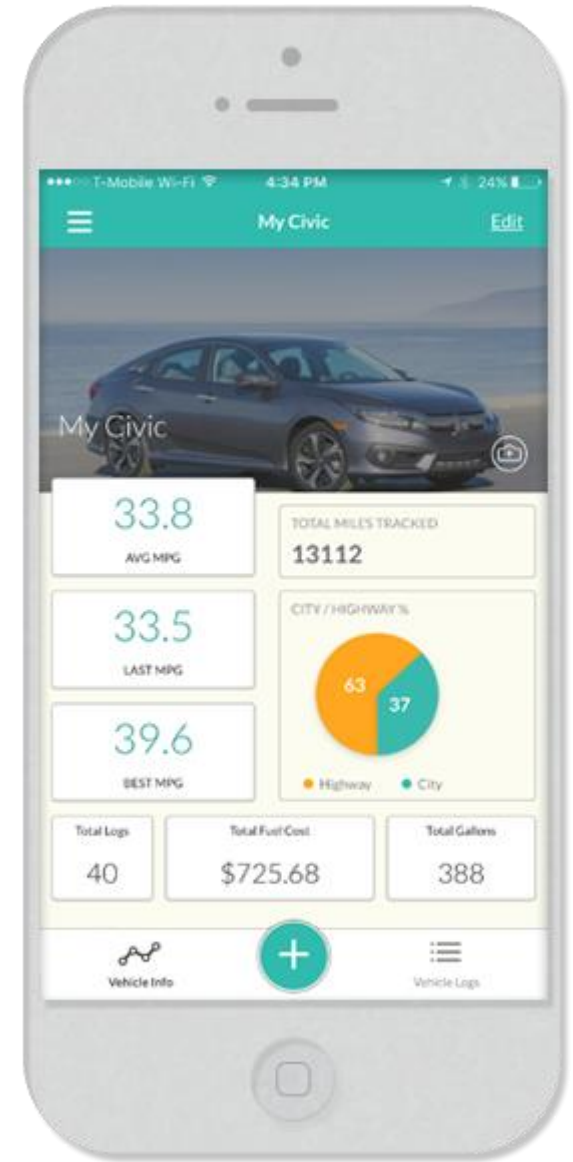 T-Mobile Wi-Fi 4:34 PM 24%
My Civic Edit
My Civic
33.8
AVG MPG
TOTAL MILES TRACKED
13112
33.5
LAST MPG
CITY / HIGHWAY %
63
37
39.6
BEST MPG
Highway City
Total Logs Total Fuel Cost Total Gallons
40 $725.68 388
Vehicle Info Vehicle Logs